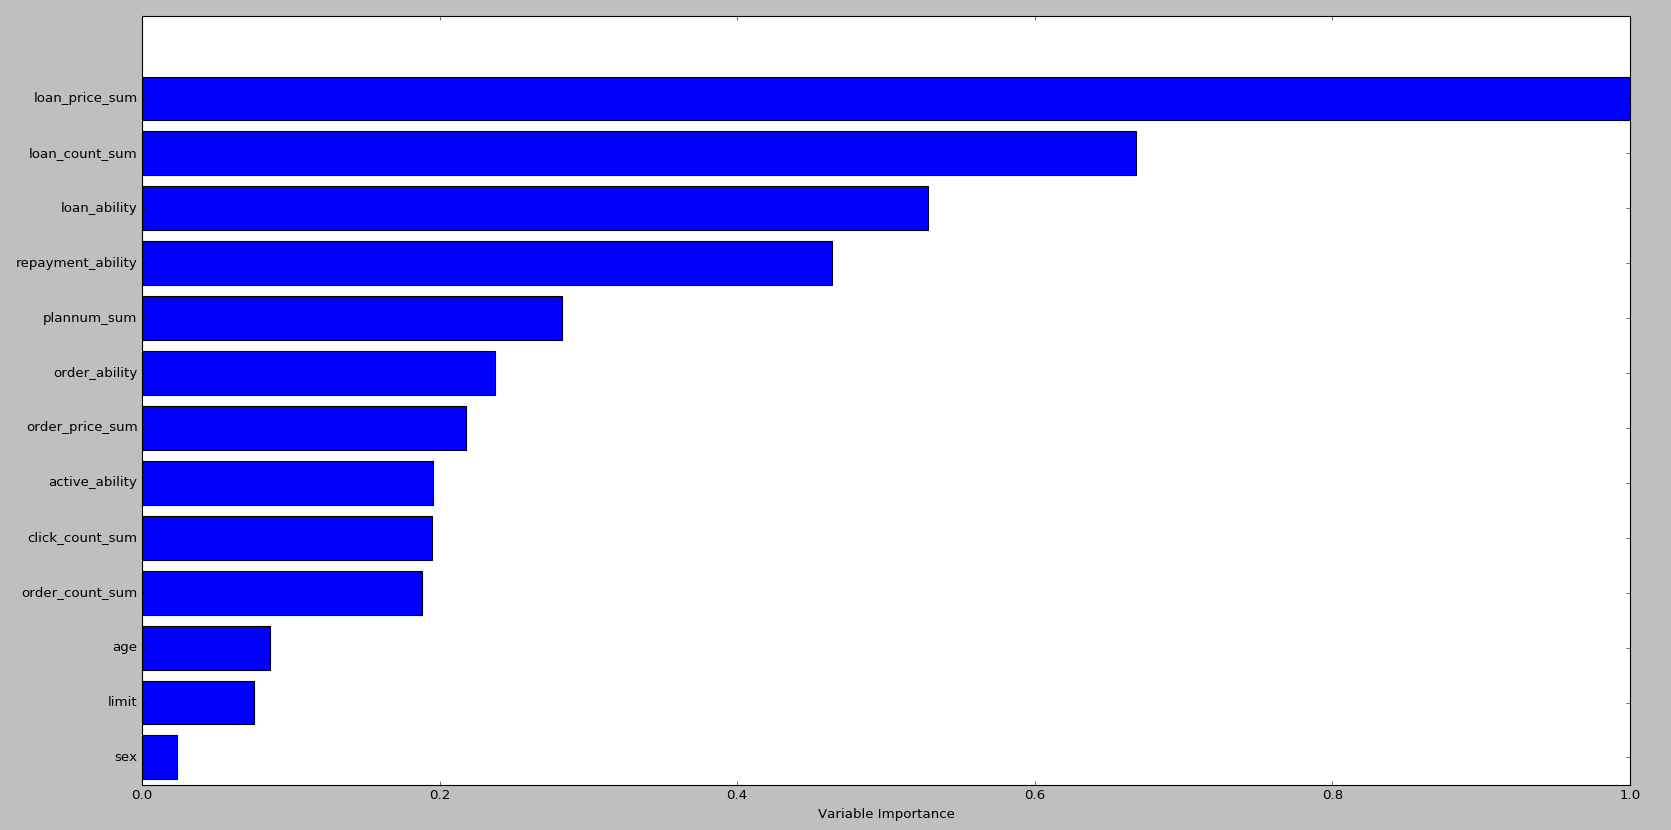 loan_price_sum
loan_count_sum
loan_ability
repayment_ability
plannum_sum
order_ability
order_price_sum
active_ability
click_count_sum
order_count_sum
age
limit
sex
0.0 0.2 0.4 0.6 0.8 1.0
Variable Importance